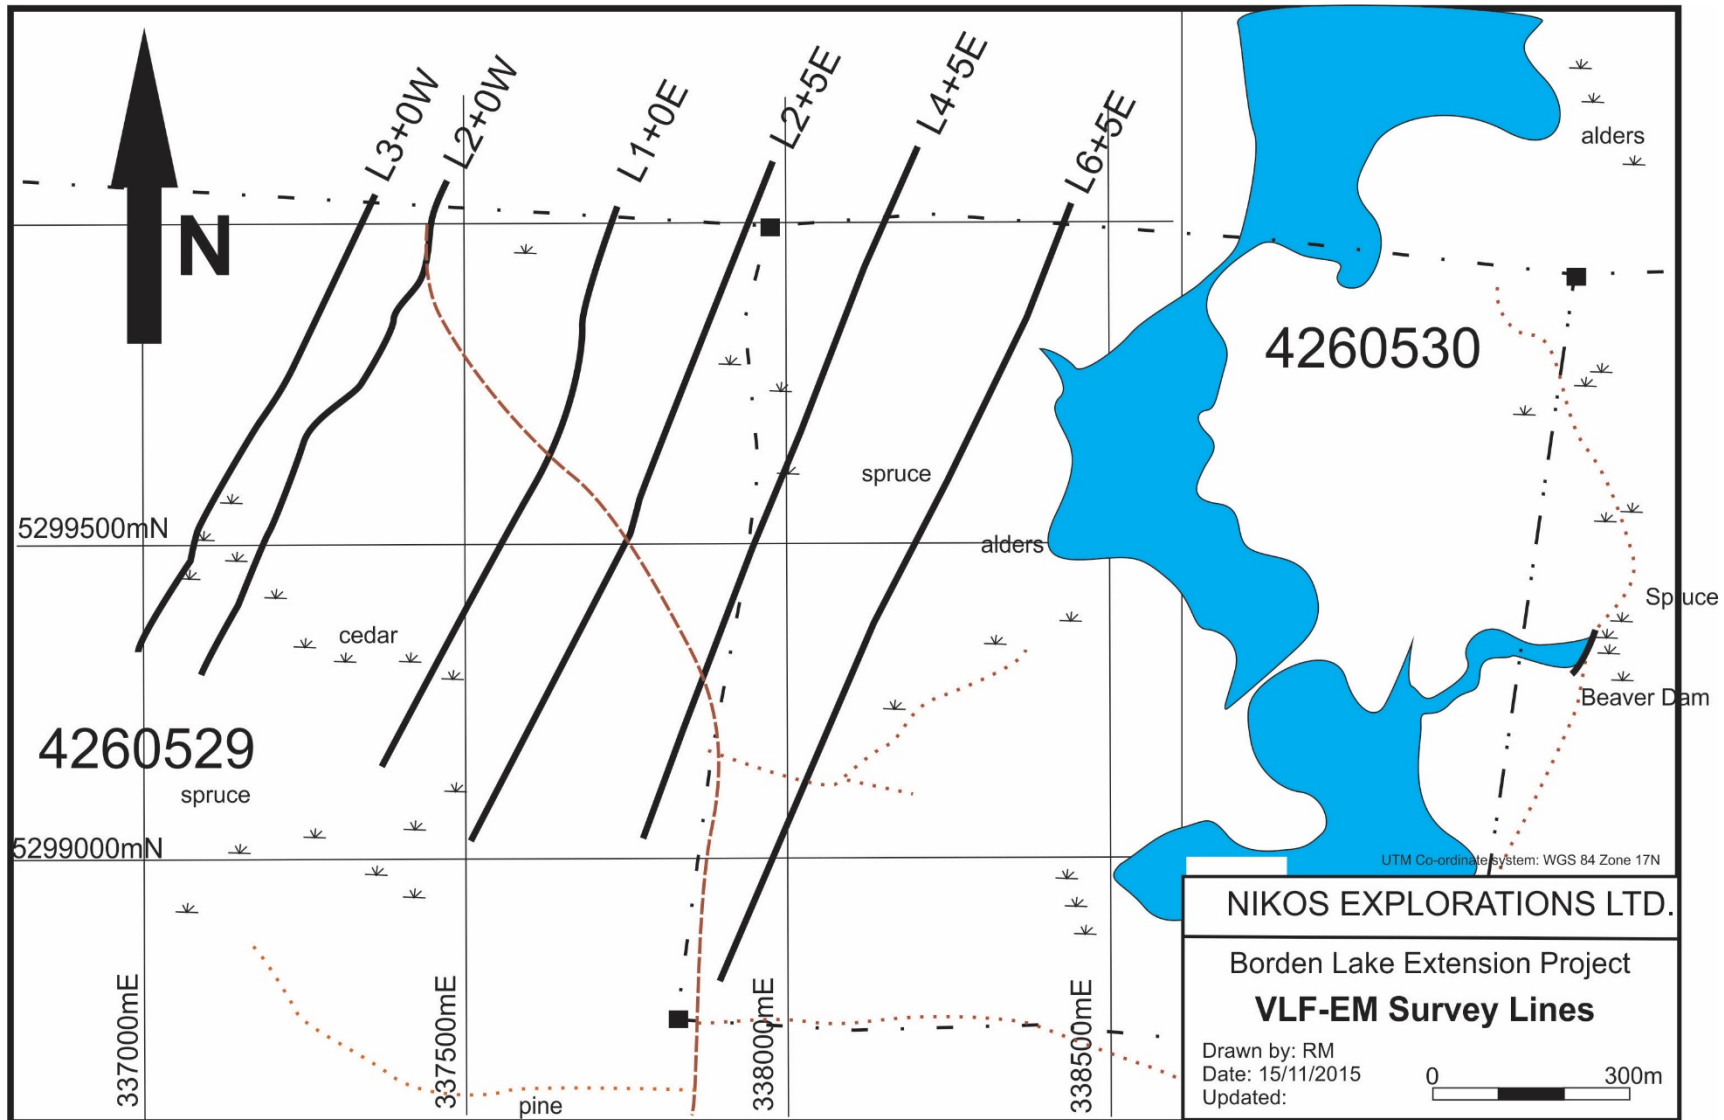 L3+0W
L2+0W
L1+0E
L2+5E
L4+5E
L6+5E
alders
N
4260530
spruce
5299500mN
alders
Spruce
cedar
Beaver Dam
4260529
spruce
5299000mN
UTM Co-ordinate system: WGS 84 Zone 17N
NIKOS EXPLORATIONS LTD.
Borden Lake Extension Project
VLF-EM Survey Lines
337000mE
337500mE
338000mE
338500mE
Drawn by: RM
Date: 15/11/2015
Updated:
0 300m
pine